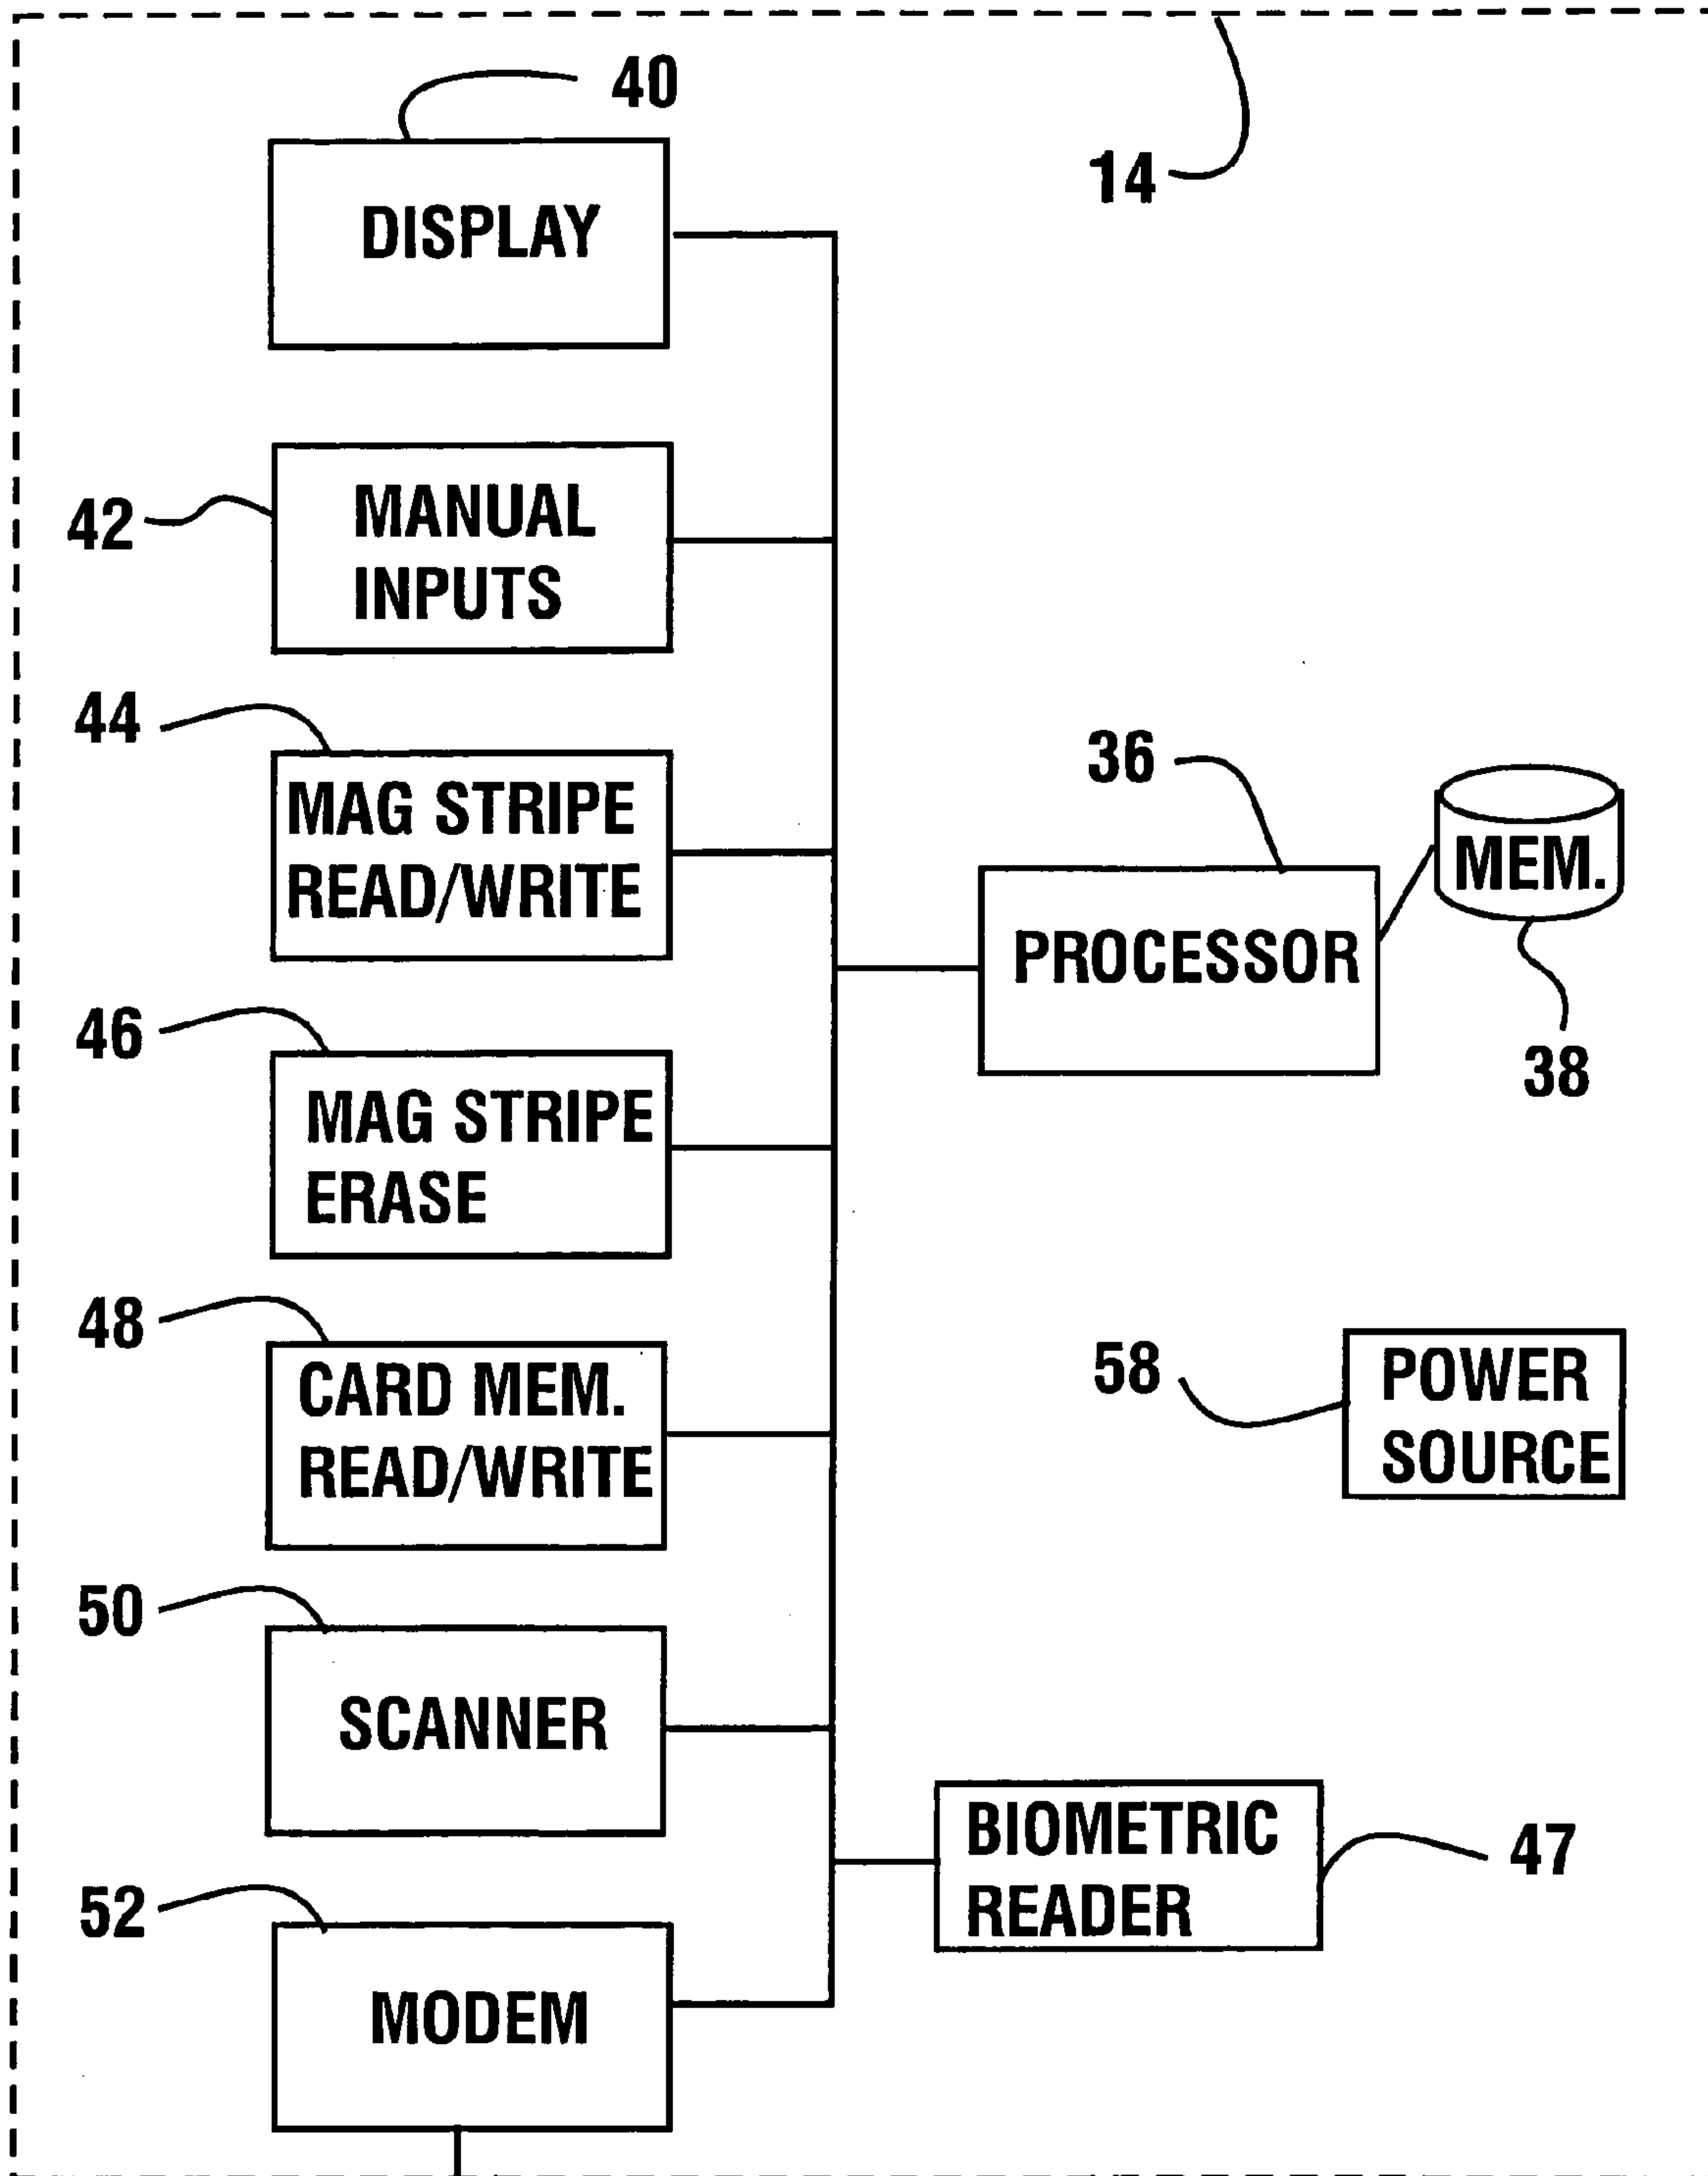 40
14
DISPLAY
42
MANUAL
INPUTS
44
MAG STRIPE
READ/WRITE
36
MEM.
PROCESSOR
38
46
MAG STRIPE
ERASE
48
CARD MEM.
READ/WRITE
58
POWER
SOURCE
50
SCANNER
BIOMETRIC
READER
47
52
MODEM